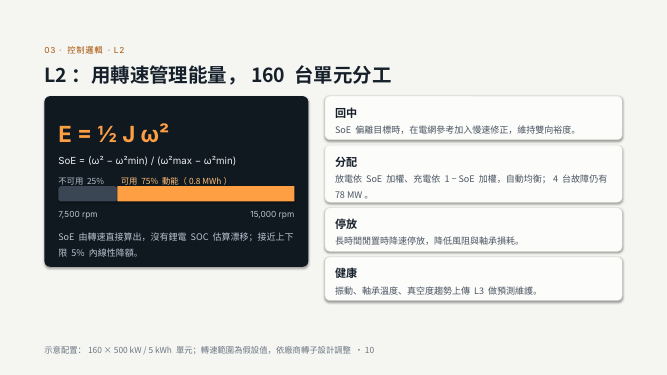 03 · 控制邏輯 · L2
L2： 用轉速管理能量， 160 台單元分工
E = ½ J ω²
SoE = (ω² − ω²min) / (ω²max − ω²min)
不可用 25%
可用 75% 動能（ 0.8 MWh ）
7,500 rpm
15,000 rpm
SoE 由轉速直接算出，沒有鋰電 SOC 估算漂移；接近上下
限 5% 內線性降額。
回中
SoE 偏離目標時，在電網參考加入慢速修正，維持雙向裕度。
分配
放電依 SoE 加權、充電依 1 − SoE 加權，自動均衡； 4 台故障仍有
78 MW 。
停放
長時間閒置時降速停放，降低風阻與軸承損耗。
健康
振動、軸承溫度、真空度趨勢上傳 L3 做預測維護。
示意配置： 160 × 500 kW / 5 kWh 單元；轉速範圍為假設值，依廠商轉子設計調整 · 10